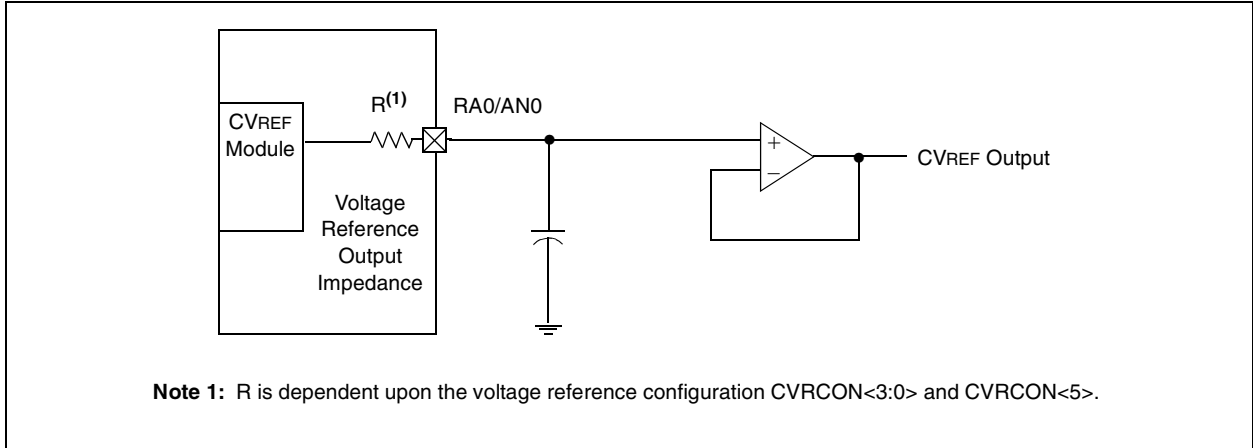 R(1)
RA0/AN0
CVREF
Module
+
−
CVREF Output
Voltage
Reference
Output
Impedance
Note 1: R is dependent upon the voltage reference configuration CVRCON<3:0> and CVRCON<5>.